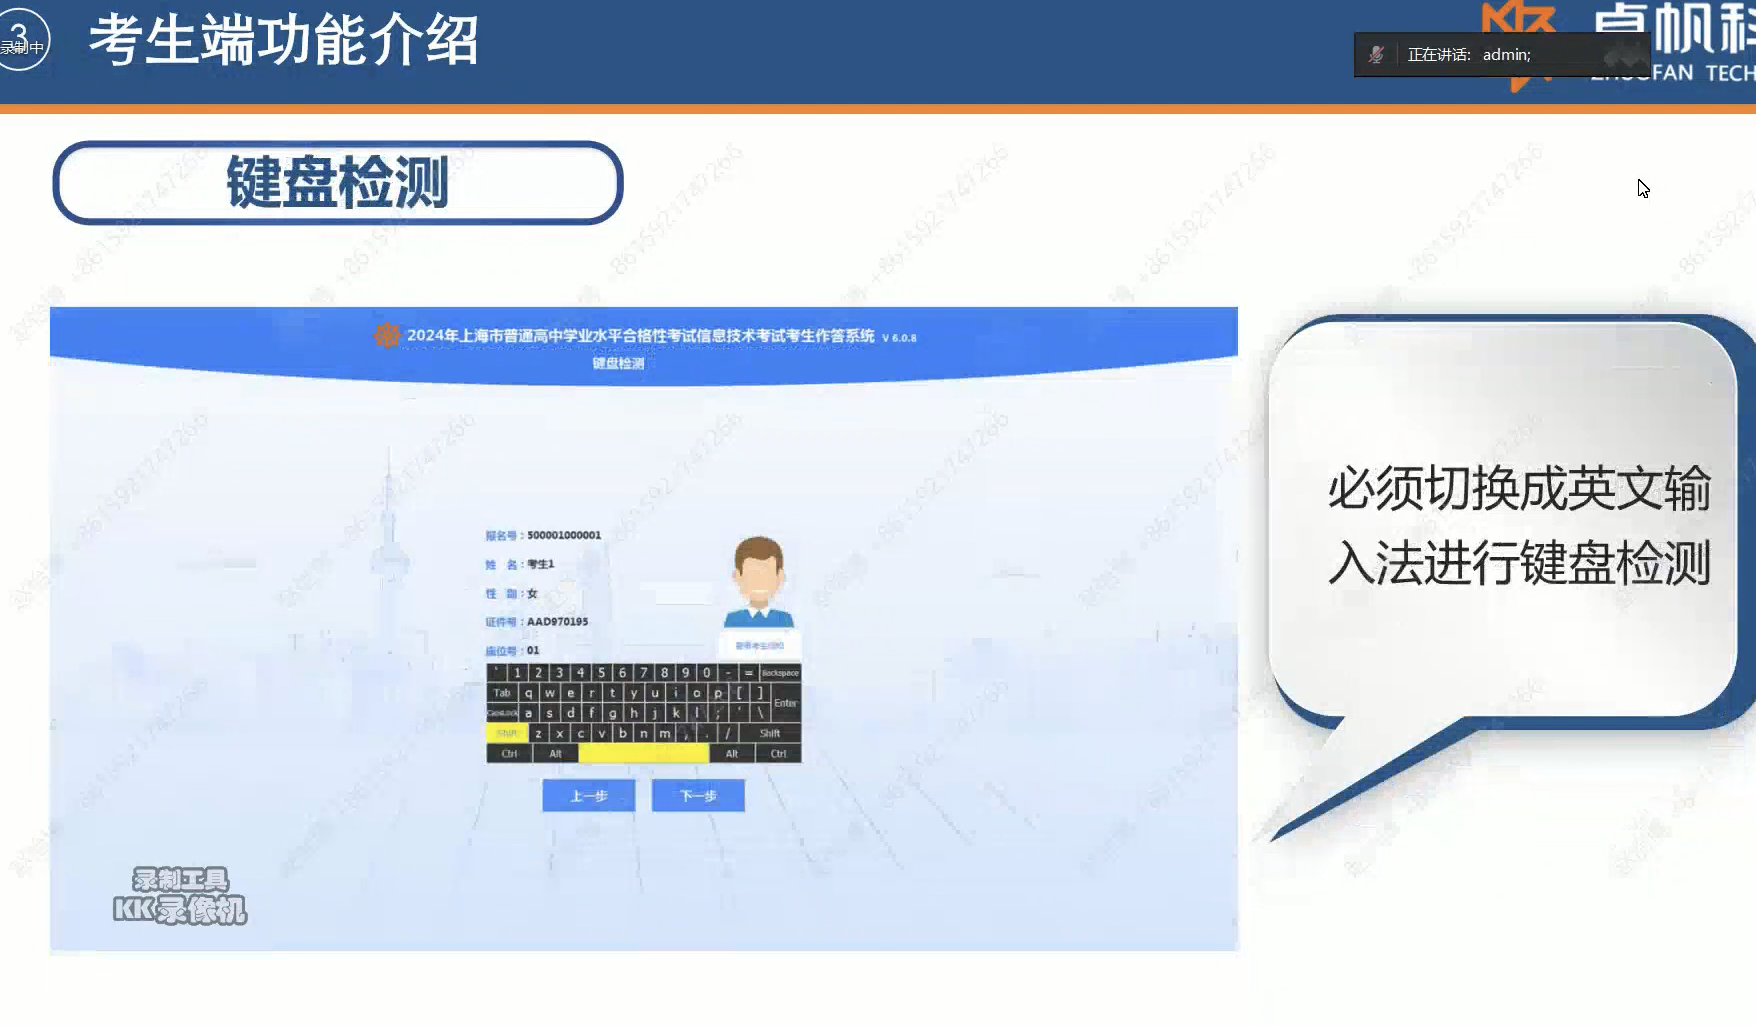 3
录制中
考生端功能介绍
正在讲话: admin;
卓帆科
ZHUOFAN TECH
键盘检测
2024年上海市普通高中学业水平合格性考试信息技术考试考生作答系统 V 6.0.8
键盘检测
报名号：500001000001
姓 名：考生1
性 别：女
证件号：AAD970195
座位号：01
` 1 2 3 4 5 6 7 8 9 0 - = Backspace
Tab q w e r t y u i o p [ ]
CapsLock a s d f g h j k l ; ' \ Enter
Shift z x c v b n m , . / Shift
Ctrl Alt Alt Ctrl
上一步 下一步
必须切换成英文输
入法进行键盘检测
录制工具
KK录像机
+8615921747266